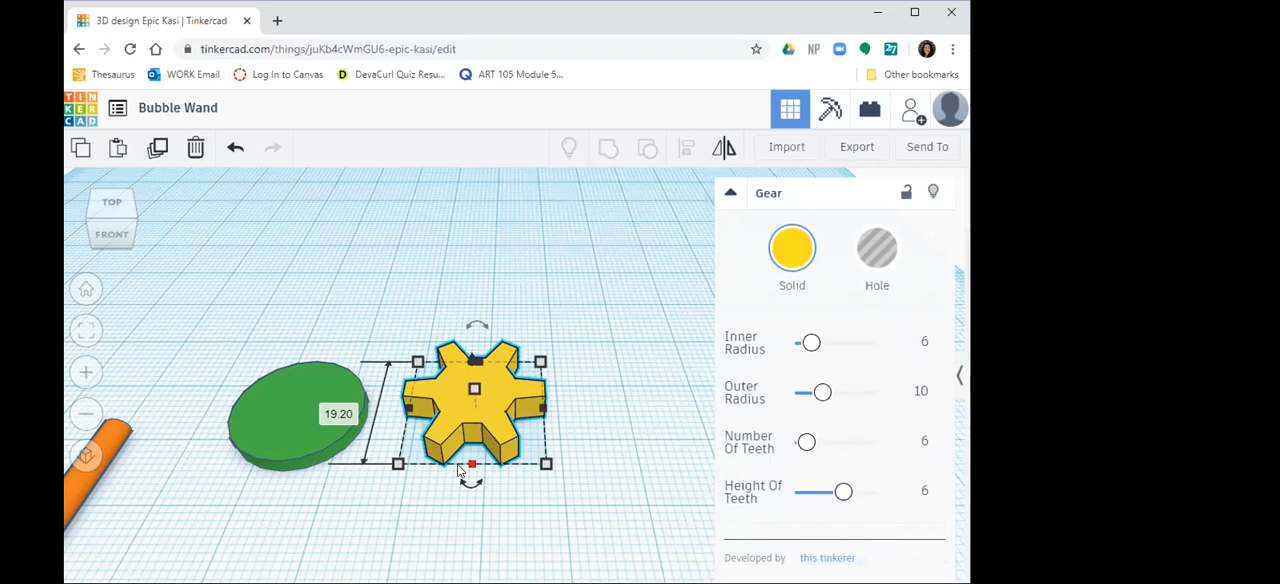 3D design Epic Kasi | Tinkercad
tinkercad.com/things/juKb4cWmGU6-epic-kasi/edit
NP
27
Thesaurus
WORK Email
Log In to Canvas
D
DevaCurl Quiz Resu...
Q
ART 105 Module 5...
Other bookmarks
TIN
KER
CAD
Bubble Wand
Import
Export
Send To
TOP
FRONT
Gear
Solid
Hole
Inner Radius
6
Outer Radius
10
Number Of Teeth
6
Height Of Teeth
6
19.20
Developed by this tinkerer